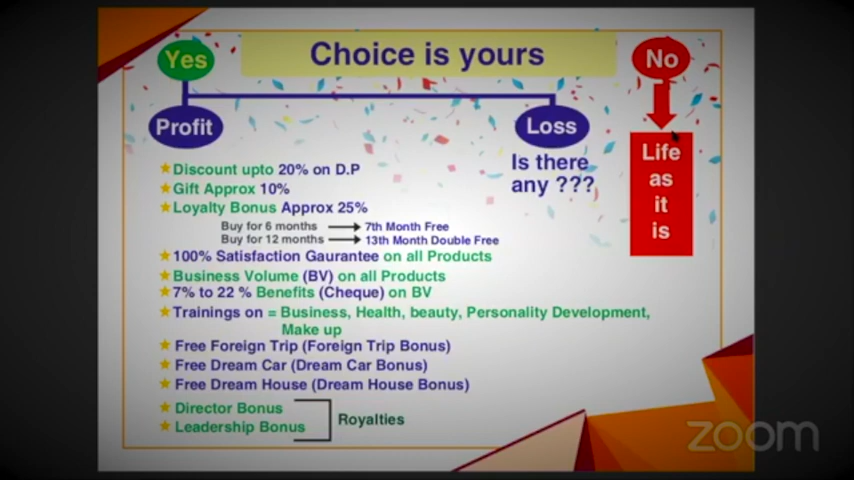 Choice is yours
Yes
No
Profit
Loss
Is there
any ???
Life
as
it
is
Discount upto 20% on D.P
Gift Approx 10%
Loyalty Bonus Approx 25%
Buy for 6 months 7th Month Free
Buy for 12 months 13th Month Double Free
100% Satisfaction Gaurantee on all Products
Business Volume (BV) on all Products
7% to 22 % Benefits (Cheque) on BV
Trainings on = Business, Health, beauty, Personality Development,
Make up
Free Foreign Trip (Foreign Trip Bonus)
Free Dream Car (Dream Car Bonus)
Free Dream House (Dream House Bonus)
Director Bonus
Leadership Bonus
Royalties
zoom